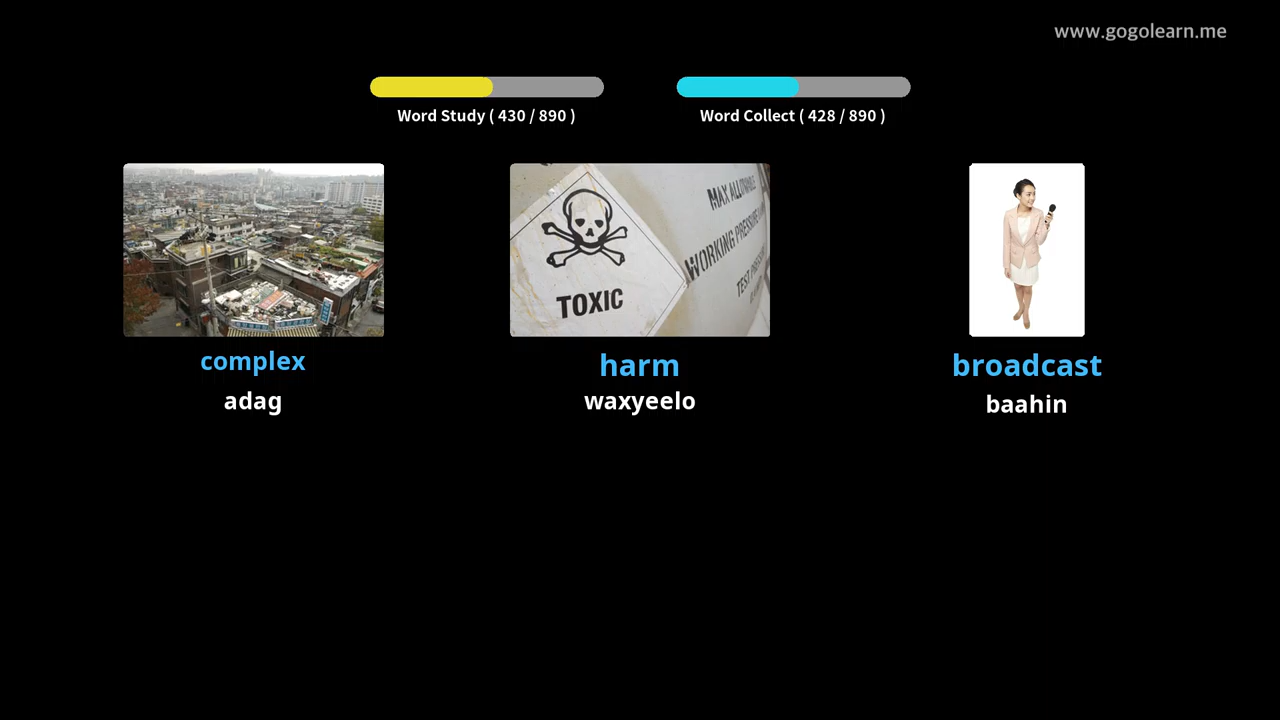 www.gogolearn.me
Word Study ( 430 / 890 )
Word Collect ( 428 / 890 )
TOXIC
MAX ALLOWABLE
WORKING PRESSURE
TEST
complex
harm
broadcast
adag
waxyeelo
baahin